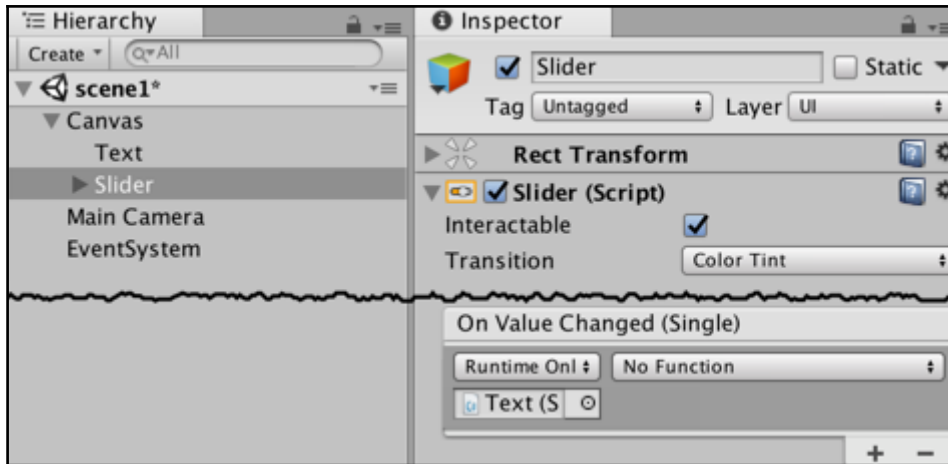 Hierarchy
Create All
scene1*
Canvas
Text
Slider
Main Camera
EventSystem
Inspector
Slider Static
Tag Untagged Layer UI
Rect Transform
Slider (Script)
Interactable
Transition Color Tint
On Value Changed (Single)
Runtime Onl No Function
Text (S
+ −